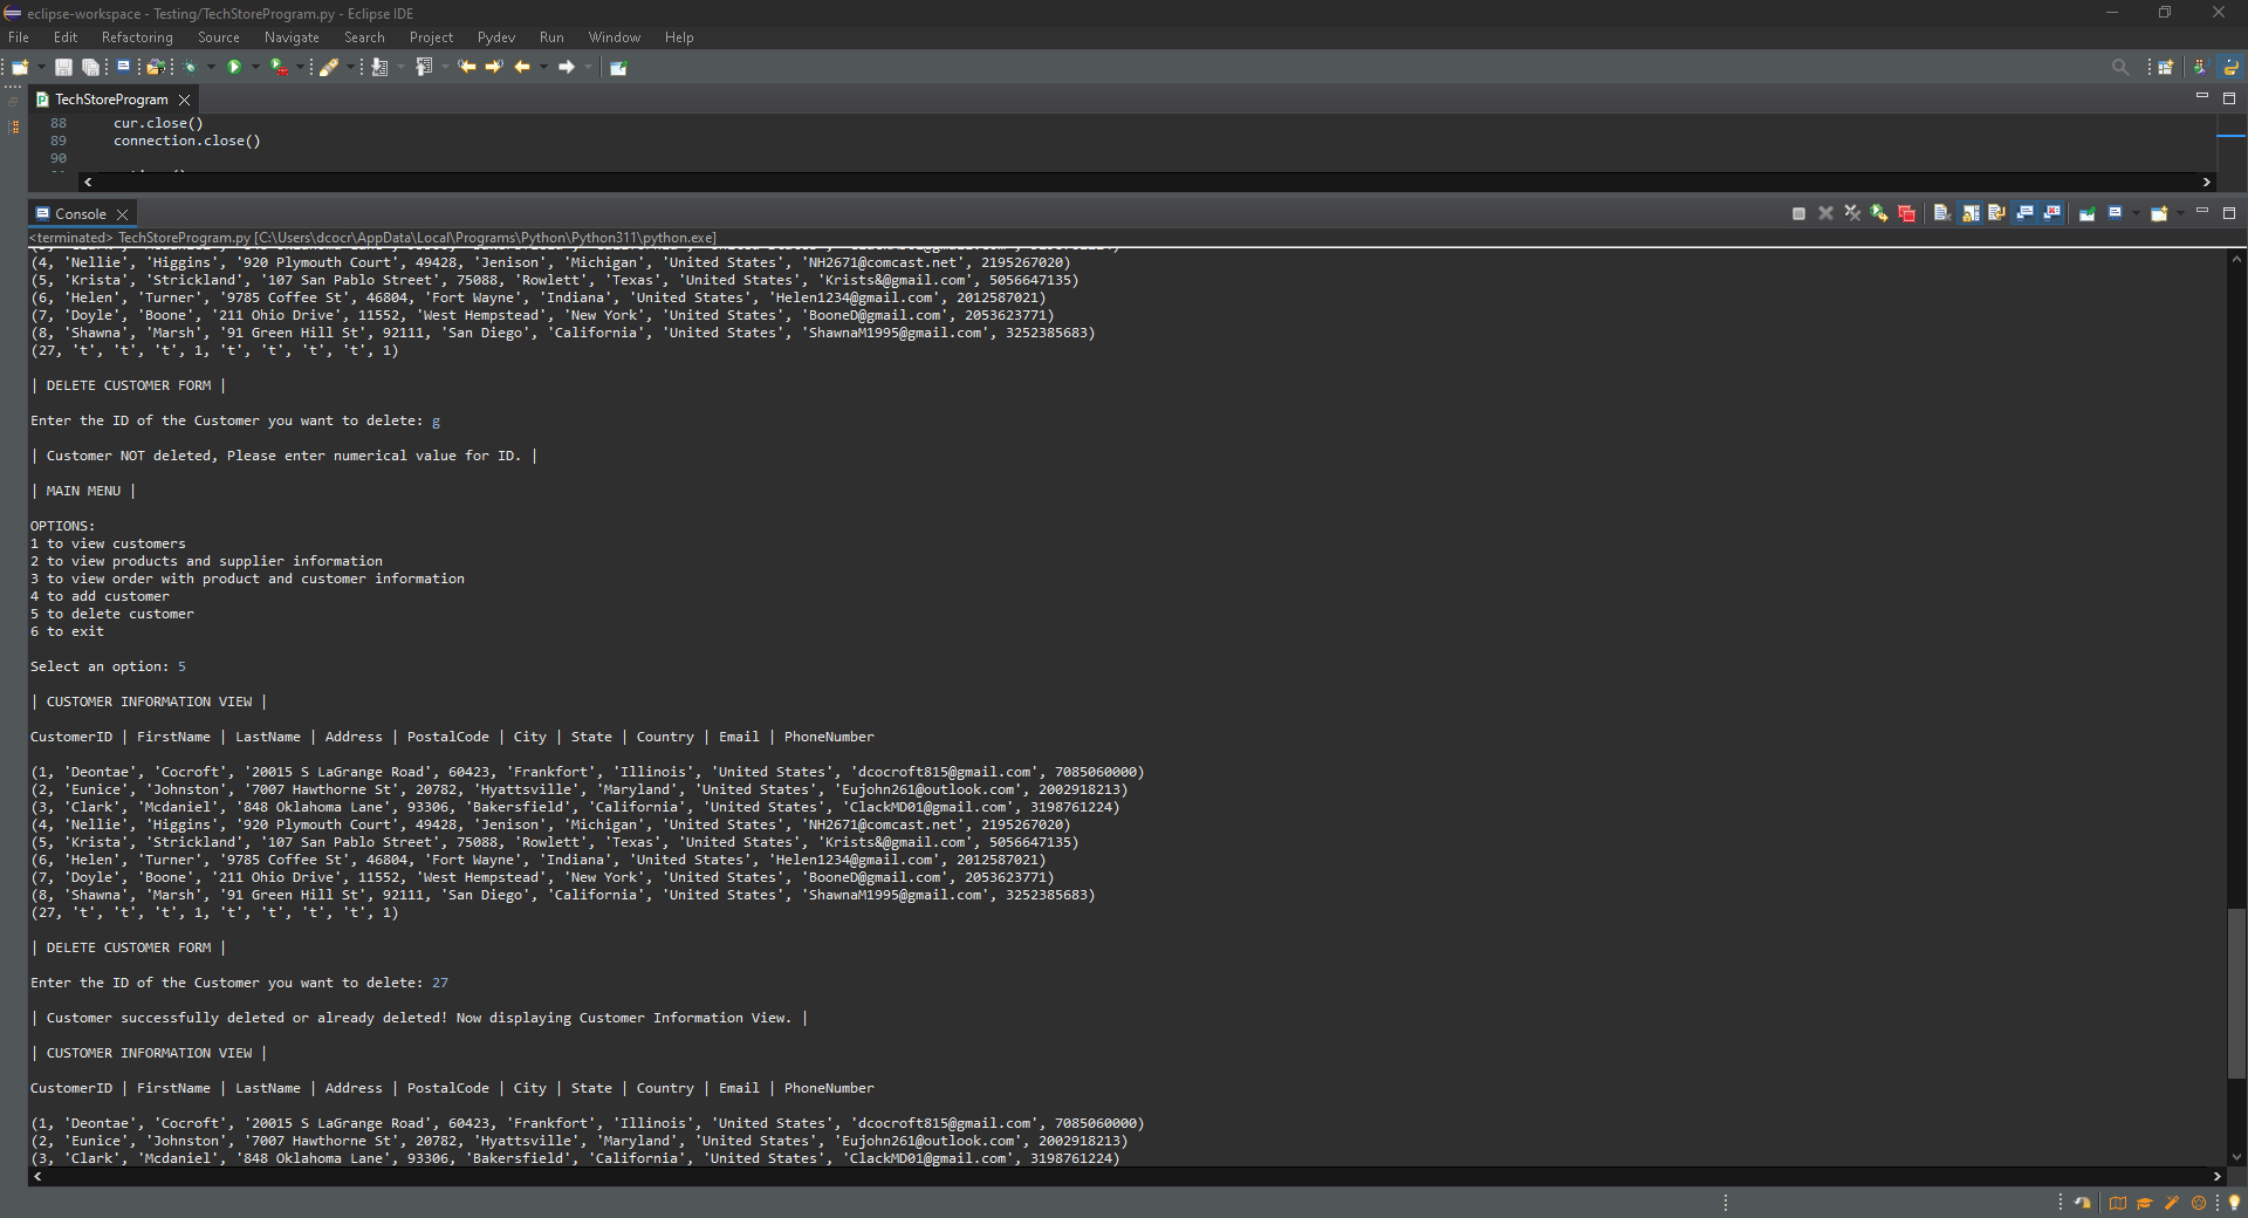 eclipse-workspace - Testing/TechStoreProgram.py - Eclipse IDE
File Edit Refactoring Source Navigate Search Project Pydev Run Window Help
TechStoreProgram
88 cur.close()
89 connection.close()
90
Console
<terminated> TechStoreProgram.py [C:\Users\dcocr\AppData\Local\Programs\Python\Python311\python.exe]
(4, 'Nellie', 'Higgins', '920 Plymouth Court', 49428, 'Jenison', 'Michigan', 'United States', 'NH2671@comcast.net', 2195267020)
(5, 'Krista', 'Strickland', '107 San Pablo Street', 75088, 'Rowlett', 'Texas', 'United States', 'Krists&@gmail.com', 5056647135)
(6, 'Helen', 'Turner', '9785 Coffee St', 46804, 'Fort Wayne', 'Indiana', 'United States', 'Helen1234@gmail.com', 2012587021)
(7, 'Doyle', 'Boone', '211 Ohio Drive', 11552, 'West Hempstead', 'New York', 'United States', 'BooneD@gmail.com', 2053623771)
(8, 'Shawna', 'Marsh', '91 Green Hill St', 92111, 'San Diego', 'California', 'United States', 'ShawnaM1995@gmail.com', 3252385683)
(27, 't', 't', 't', 1, 't', 't', 't', 't', 1)
| DELETE CUSTOMER FORM |
Enter the ID of the Customer you want to delete: g
| Customer NOT deleted, Please enter numerical value for ID. |
| MAIN MENU |
OPTIONS:
1 to view customers
2 to view products and supplier information
3 to view order with product and customer information
4 to add customer
5 to delete customer
6 to exit
Select an option: 5
| CUSTOMER INFORMATION VIEW |
CustomerID | FirstName | LastName | Address | PostalCode | City | State | Country | Email | PhoneNumber
(1, 'Deontae', 'Cocroft', '20015 S LaGrange Road', 60423, 'Frankfort', 'Illinois', 'United States', 'dcocroft815@gmail.com', 7085060000)
(2, 'Eunice', 'Johnston', '7007 Hawthorne St', 20782, 'Hyattsville', 'Maryland', 'United States', 'Eujohn261@outlook.com', 2002918213)
(3, 'Clark', 'Mcdaniel', '848 Oklahoma Lane', 93306, 'Bakersfield', 'California', 'United States', 'ClackMD01@gmail.com', 3198761224)
(4, 'Nellie', 'Higgins', '920 Plymouth Court', 49428, 'Jenison', 'Michigan', 'United States', 'NH2671@comcast.net', 2195267020)
(5, 'Krista', 'Strickland', '107 San Pablo Street', 75088, 'Rowlett', 'Texas', 'United States', 'Krists&@gmail.com', 5056647135)
(6, 'Helen', 'Turner', '9785 Coffee St', 46804, 'Fort Wayne', 'Indiana', 'United States', 'Helen1234@gmail.com', 2012587021)
(7, 'Doyle', 'Boone', '211 Ohio Drive', 11552, 'West Hempstead', 'New York', 'United States', 'BooneD@gmail.com', 2053623771)
(8, 'Shawna', 'Marsh', '91 Green Hill St', 92111, 'San Diego', 'California', 'United States', 'ShawnaM1995@gmail.com', 3252385683)
(27, 't', 't', 't', 1, 't', 't', 't', 't', 1)
| DELETE CUSTOMER FORM |
Enter the ID of the Customer you want to delete: 27
| Customer successfully deleted or already deleted! Now displaying Customer Information View. |
| CUSTOMER INFORMATION VIEW |
CustomerID | FirstName | LastName | Address | PostalCode | City | State | Country | Email | PhoneNumber
(1, 'Deontae', 'Cocroft', '20015 S LaGrange Road', 60423, 'Frankfort', 'Illinois', 'United States', 'dcocroft815@gmail.com', 7085060000)
(2, 'Eunice', 'Johnston', '7007 Hawthorne St', 20782, 'Hyattsville', 'Maryland', 'United States', 'Eujohn261@outlook.com', 2002918213)
(3, 'Clark', 'Mcdaniel', '848 Oklahoma Lane', 93306, 'Bakersfield', 'California', 'United States', 'ClackMD01@gmail.com', 3198761224)